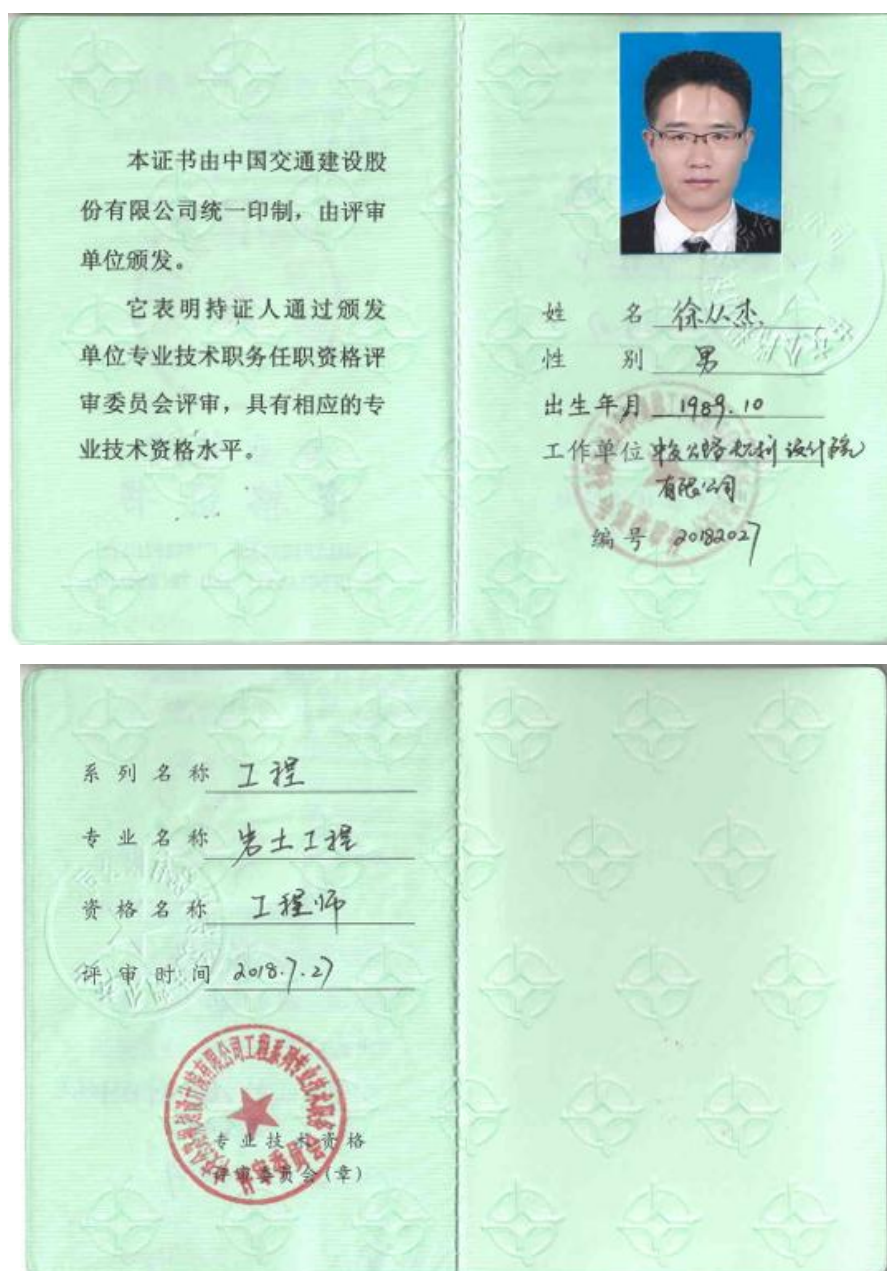 本证书由中国交通建设股
份有限公司统一印制，由评审
单位颁发。
它表明持证人通过颁发
单位专业技术职务任职资格评
审委员会评审，具有相应的专
业技术资格水平。
姓 名 徐从杰
性 别 男
出生年月 1989.10
工作单位 中交公路规划设计院
有限公司
编号 20182027
系列名称 工程
专业名称 岩土工程
资格名称 工程师
评审时间 2018.7.27
专业技术资格
评审委员会(章)